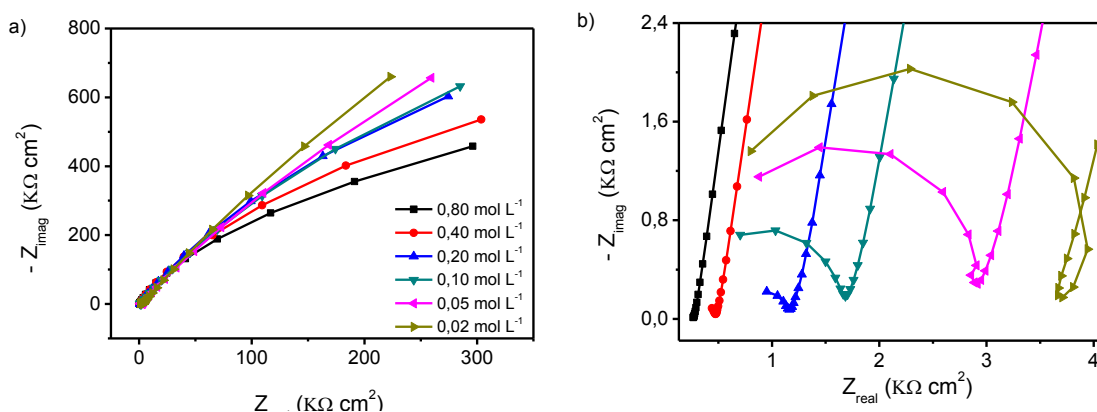 a)
800
600
400
200
0
- Z_imag (KΩ cm²)
0,80 mol L⁻¹
0,40 mol L⁻¹
0,20 mol L⁻¹
0,10 mol L⁻¹
0,05 mol L⁻¹
0,02 mol L⁻¹
0 100 200 300
(KΩ cm²)
b)
2,4
1,6
0,8
0,0
- Z_imag (KΩ cm²)
1 2 3 4
Z_real (KΩ cm²)